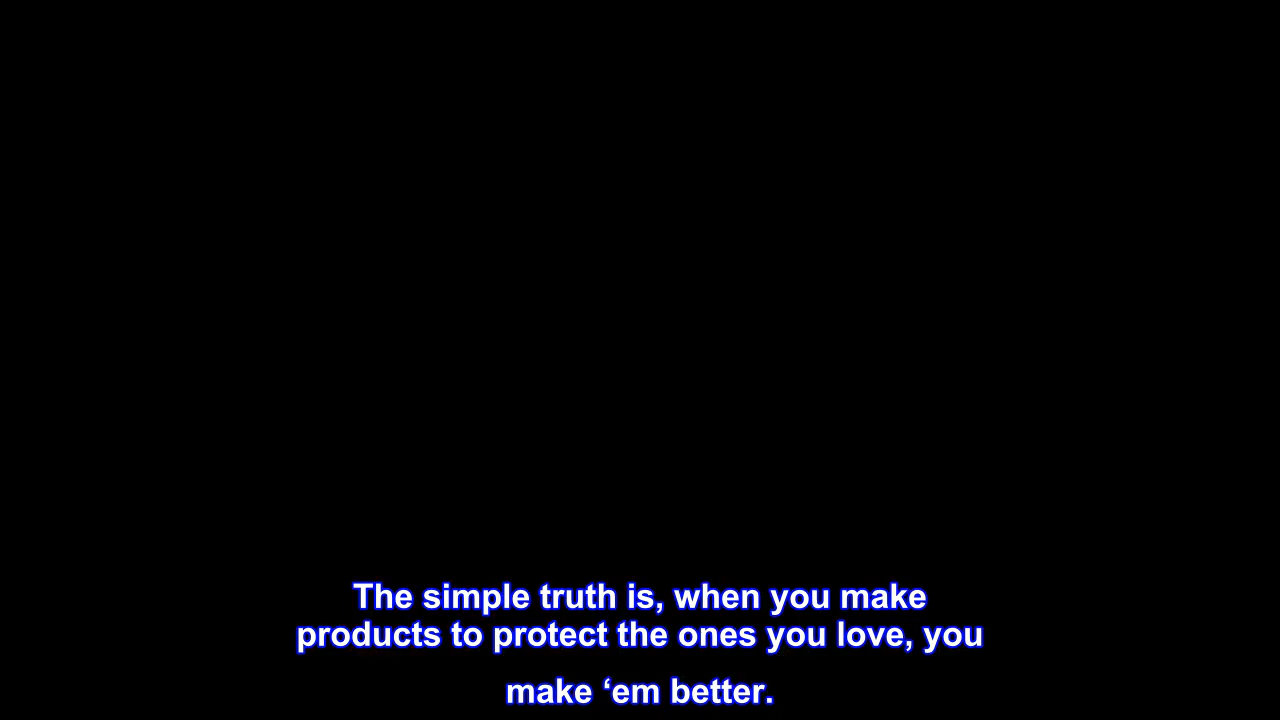 The simple truth is, when you make
products to protect the ones you love, you
make ‘em better.